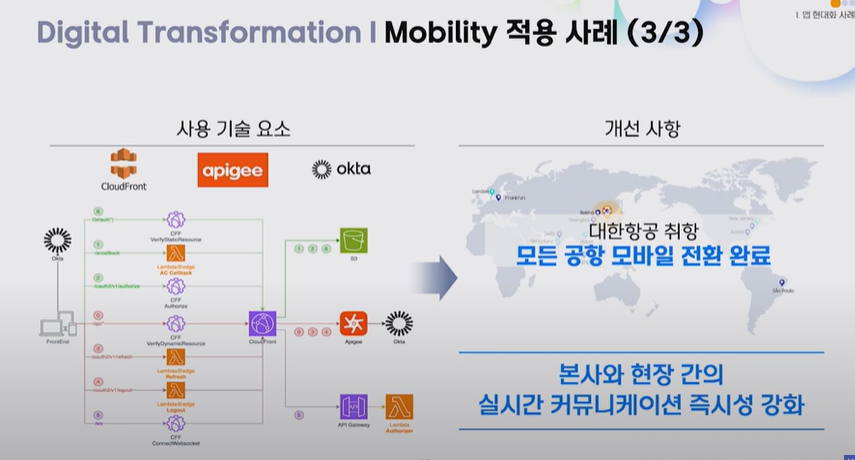 I. 앱 현대화 사례
Digital Transformation I Mobility 적용 사례 (3/3)
사용 기술 요소
CloudFront
apigee
okta
Okta
FrontEnd
Default(*)
CFF
VerifyStaticResource
Lambda@edge
AC Callback
/oauth2/v1/authorize
CFF
Authorize
CFF
VerifyDynamicResource
/oauth2/v1/refresh
Lambda@edge
Refresh
/oauth2/v1/logout
Lambda@edge
Logout
CFF
ConnectWebsocket
CloudFront
S3
Apigee
Okta
API Gateway
Lambda
Authorizer
개선 사항
London
Frankfurt
Beijing
Shanghai
New Jersey
São Paulo
대한항공 취항
모든 공항 모바일 전환 완료
본사와 현장 간의
실시간 커뮤니케이션 즉시성 강화